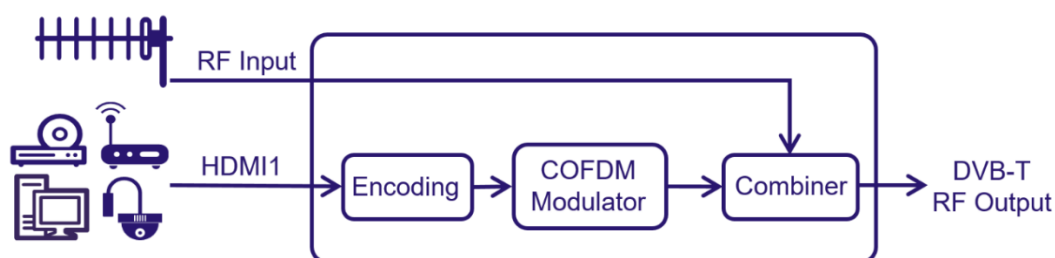 RF Input
HDMI1
Encoding
COFDM
Modulator
Combiner
DVB-T
RF Output